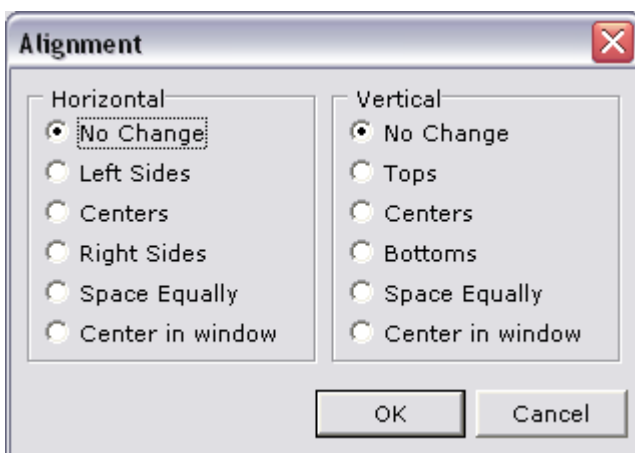 Alignment
Horizontal
No Change
Left Sides
Centers
Right Sides
Space Equally
Center in window
Vertical
No Change
Tops
Centers
Bottoms
Space Equally
Center in window
OK
Cancel